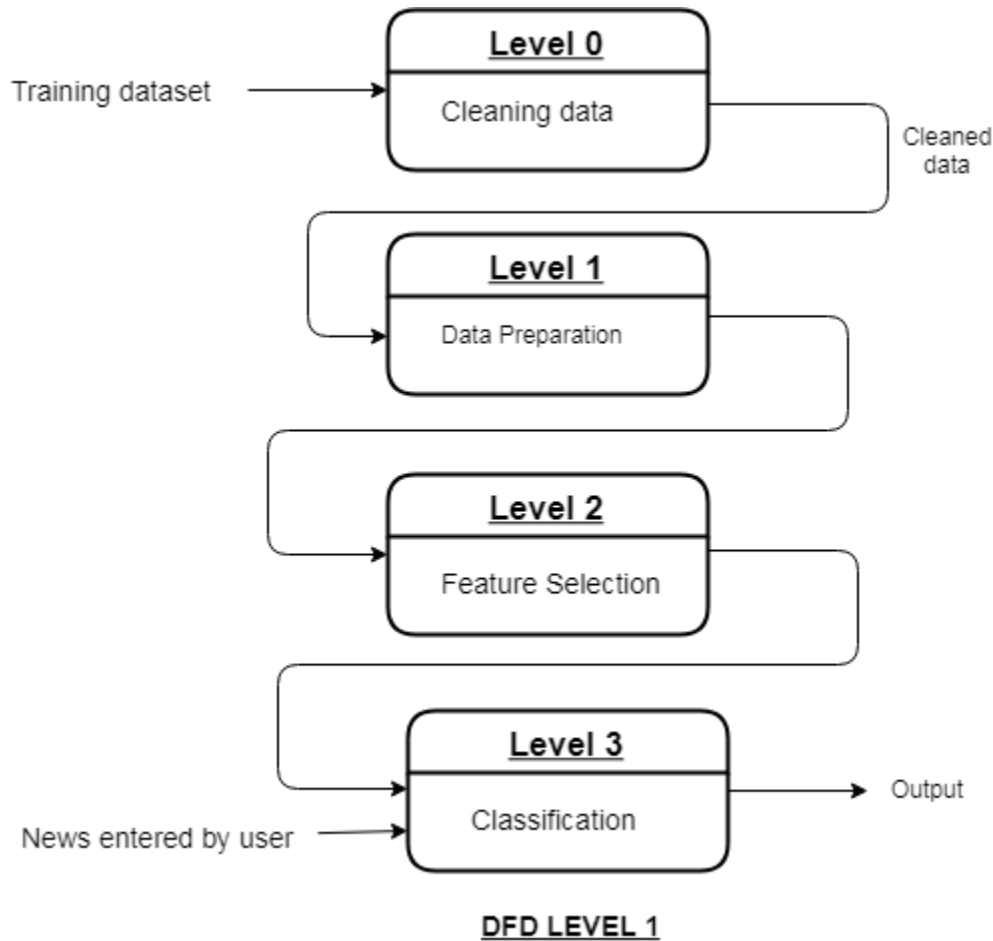 Level 0
Training dataset
Cleaning data
Cleaned
data
Level 1
Data Preparation
Level 2
Feature Selection
Level 3
Output
Classification
News entered by user
DFD LEVEL 1